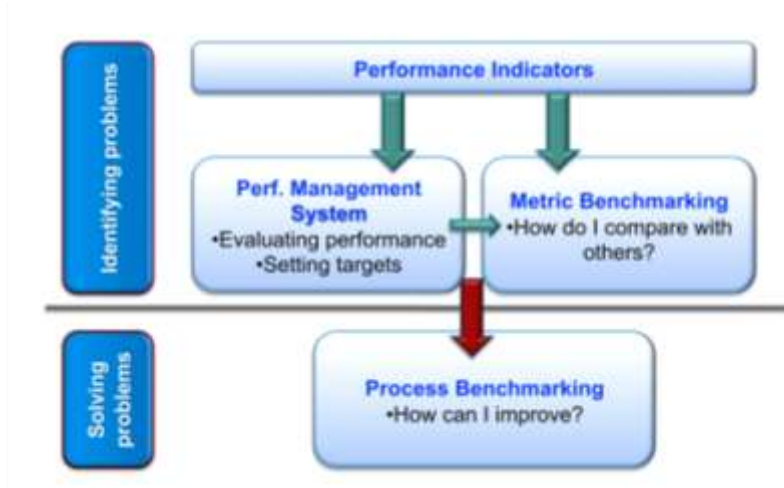 Identifying problems
Performance Indicators
Perf. Management
System
•Evaluating performance
•Setting targets
Metric Benchmarking
•How do I compare with
others?
Solving
problems
Process Benchmarking
•How can I improve?